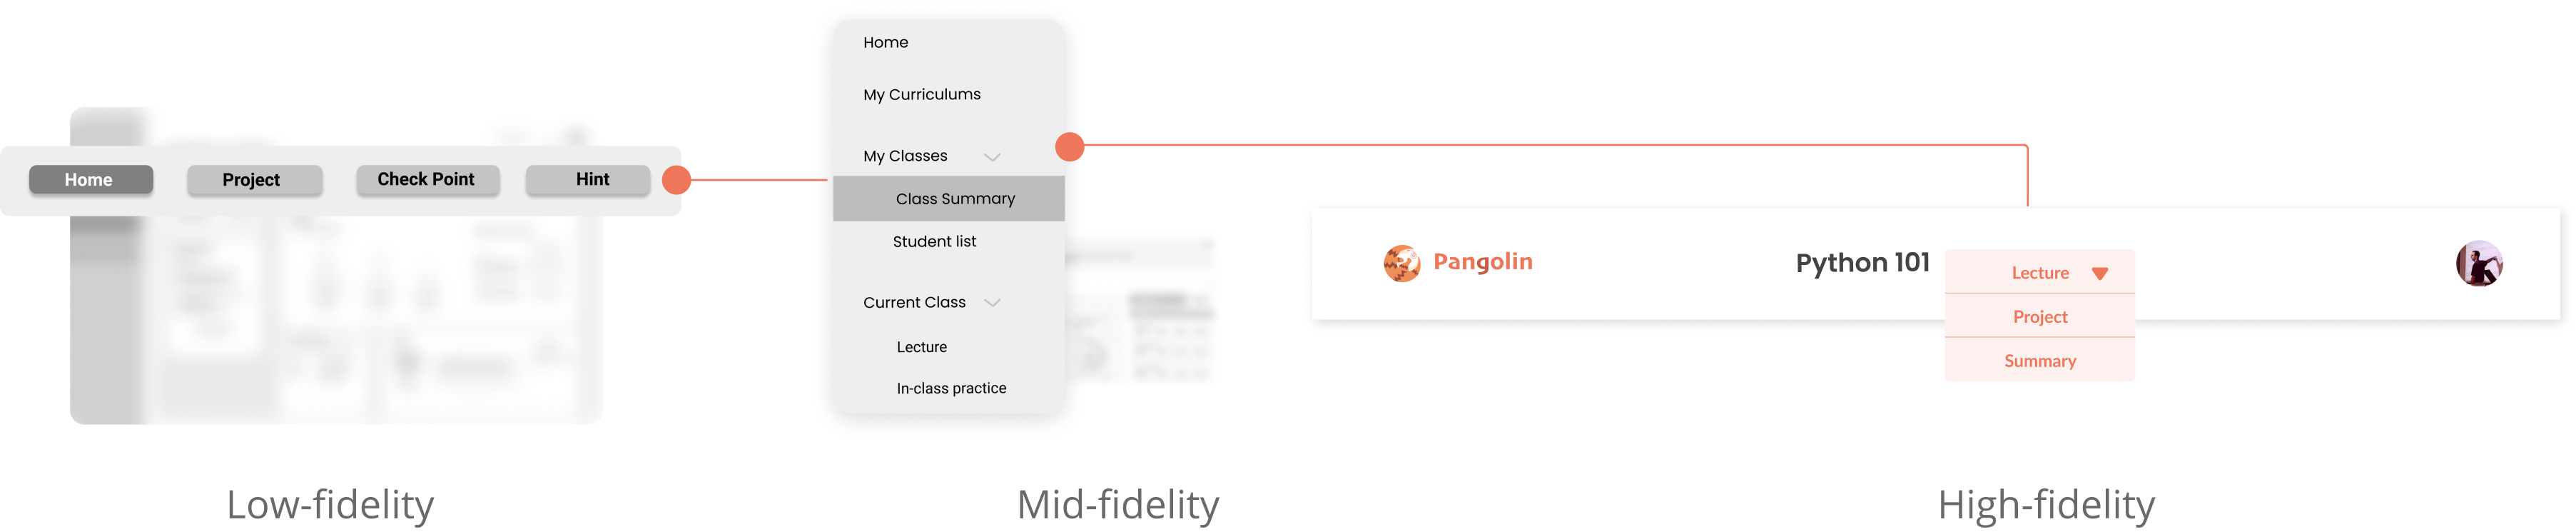 Home
Project
Check Point
Hint
Home
My Curriculums
My Classes
Class Summary
Student list
Current Class
Lecture
In-class practice
Pangolin
Python 101
Lecture
Project
Summary
Low-fidelity
Mid-fidelity
High-fidelity